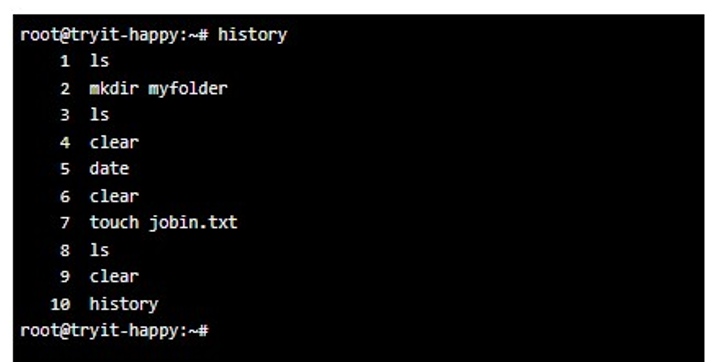 root@tryit-happy:~# history
1 ls
2 mkdir myfolder
3 ls
4 clear
5 date
6 clear
7 touch jobin.txt
8 ls
9 clear
10 history
root@tryit-happy:~#